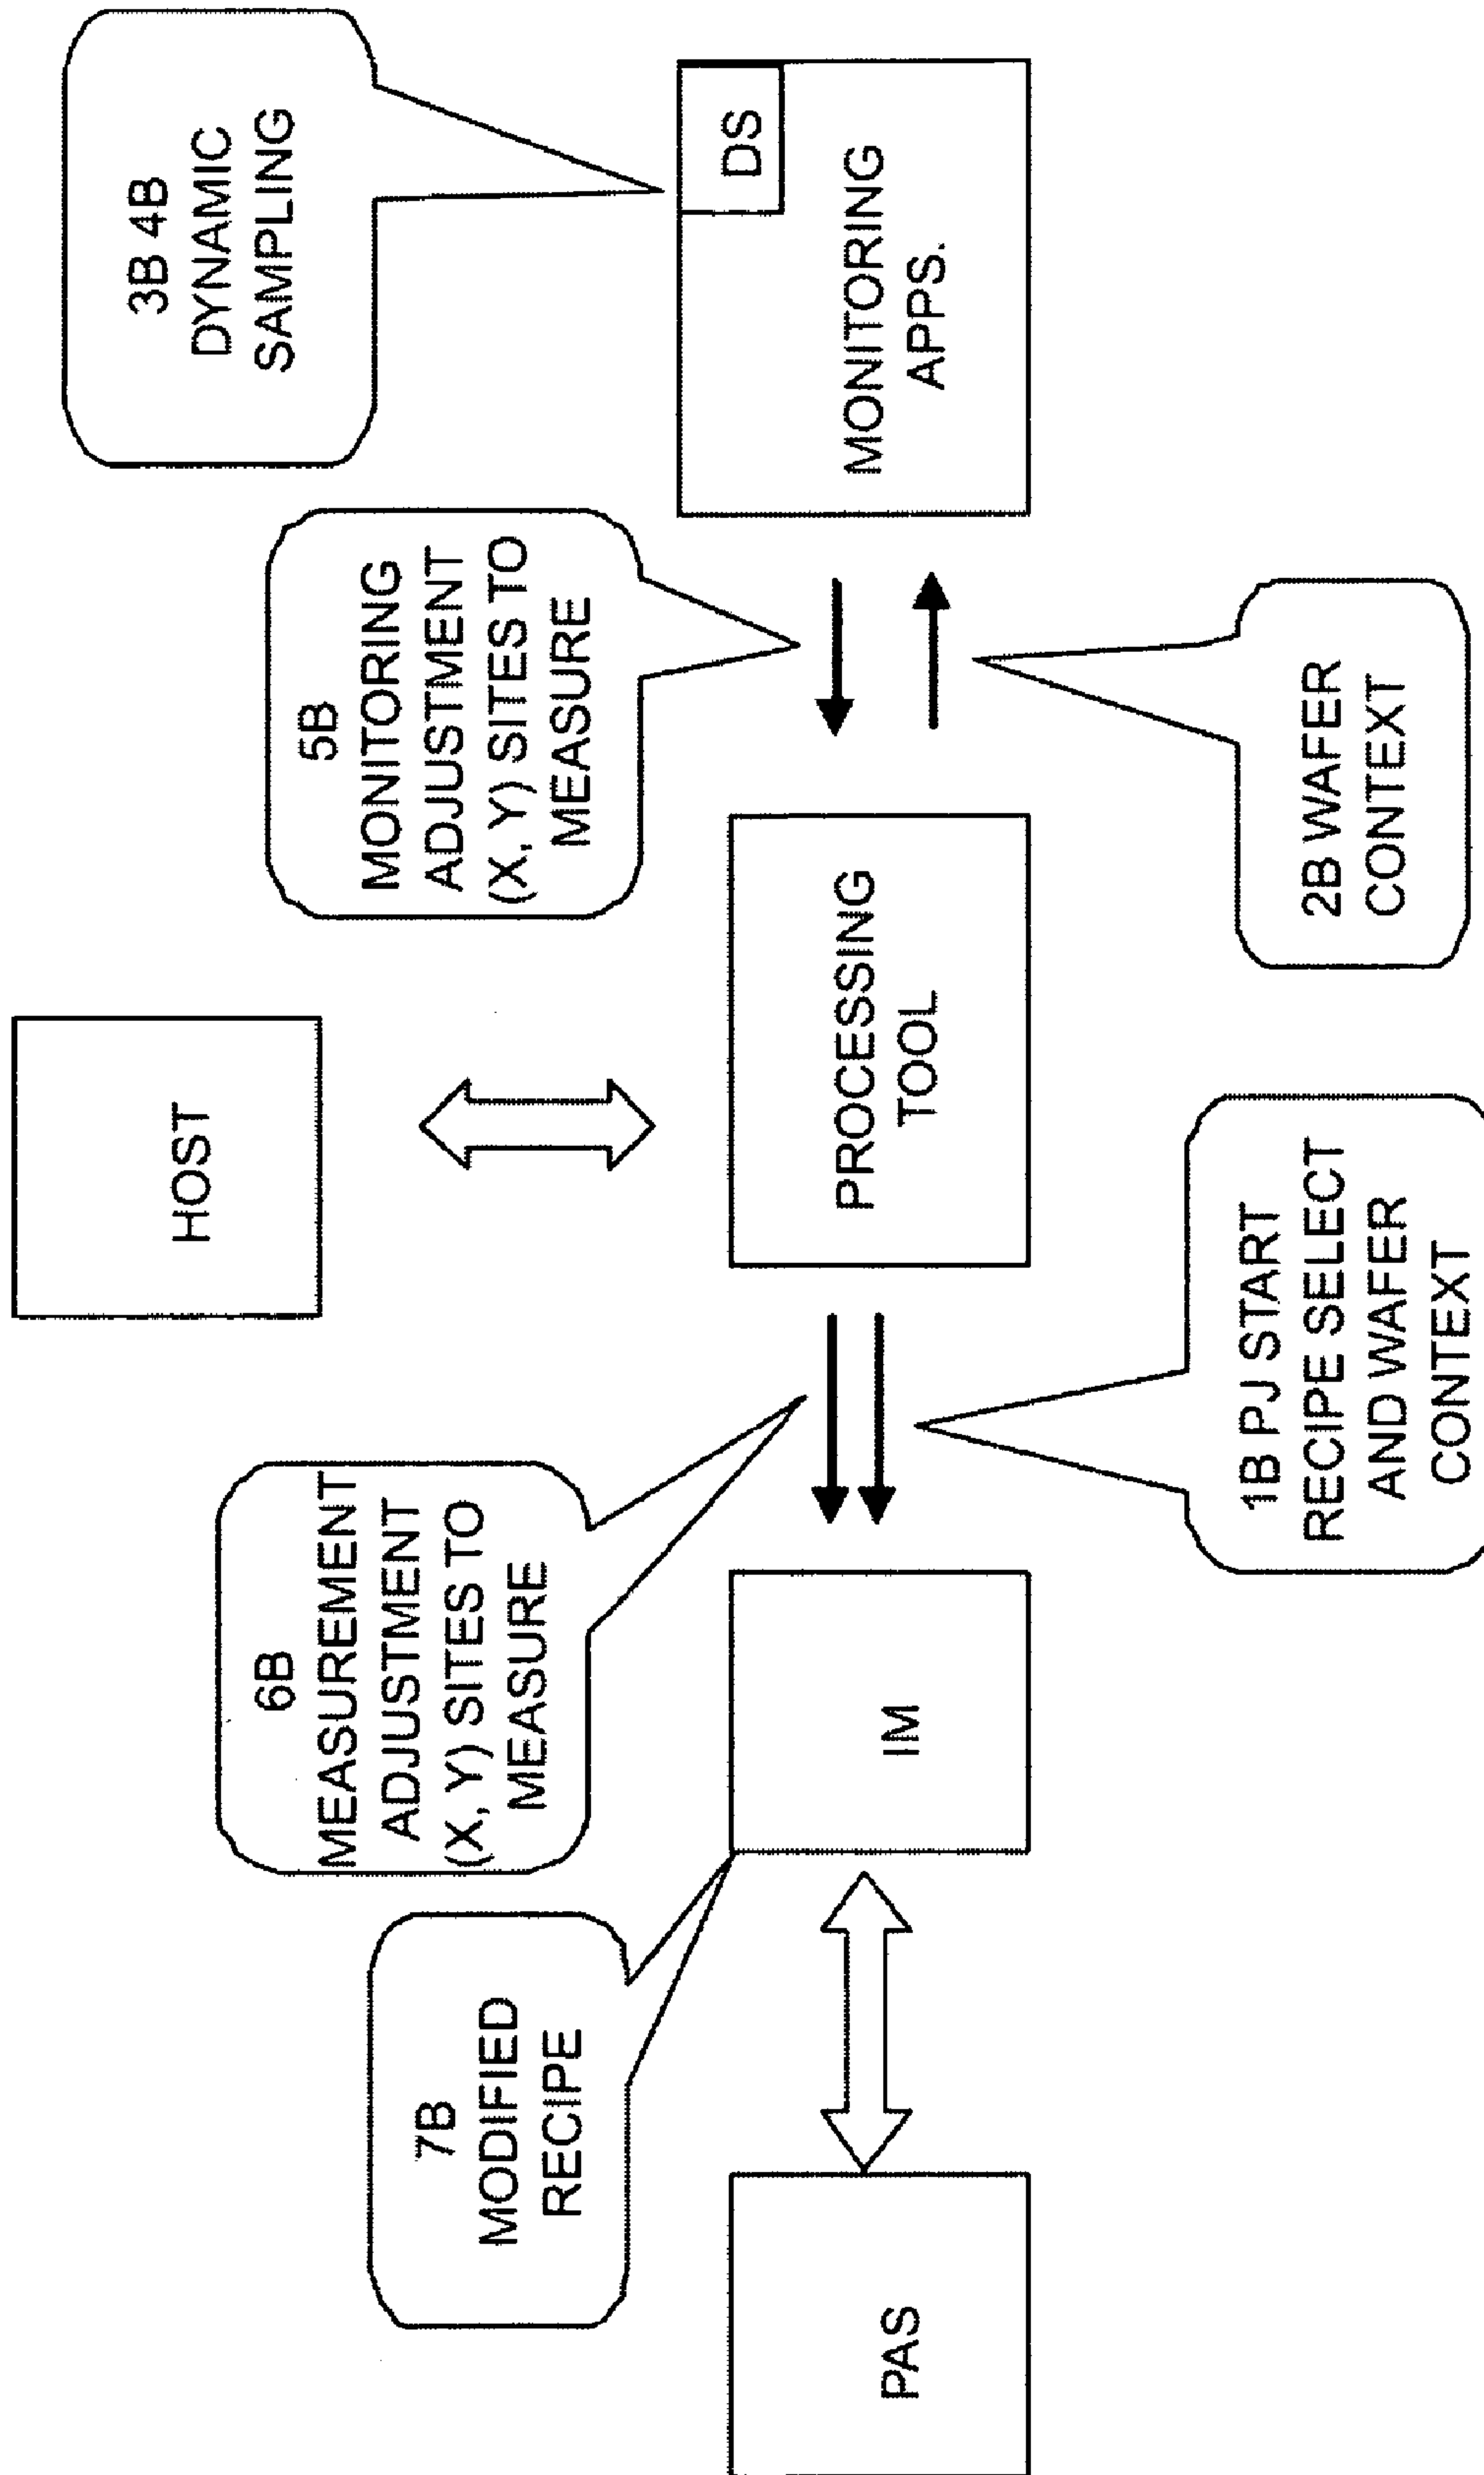 HOST
3B 4B
DYNAMIC
SAMPLING
7B
MODIFIED
RECIPE
6B
MEASUREMENT
ADJUSTMENT
(X, Y) SITES TO
MEASURE
5B
MONITORING
ADJUSTMENT
(X, Y) SITES TO
MEASURE
PAS
IM
PROCESSING
TOOL
DS
MONITORING
APPS.
1B PJ START
RECIPE SELECT
AND WAFER
CONTEXT
2B WAFER
CONTEXT